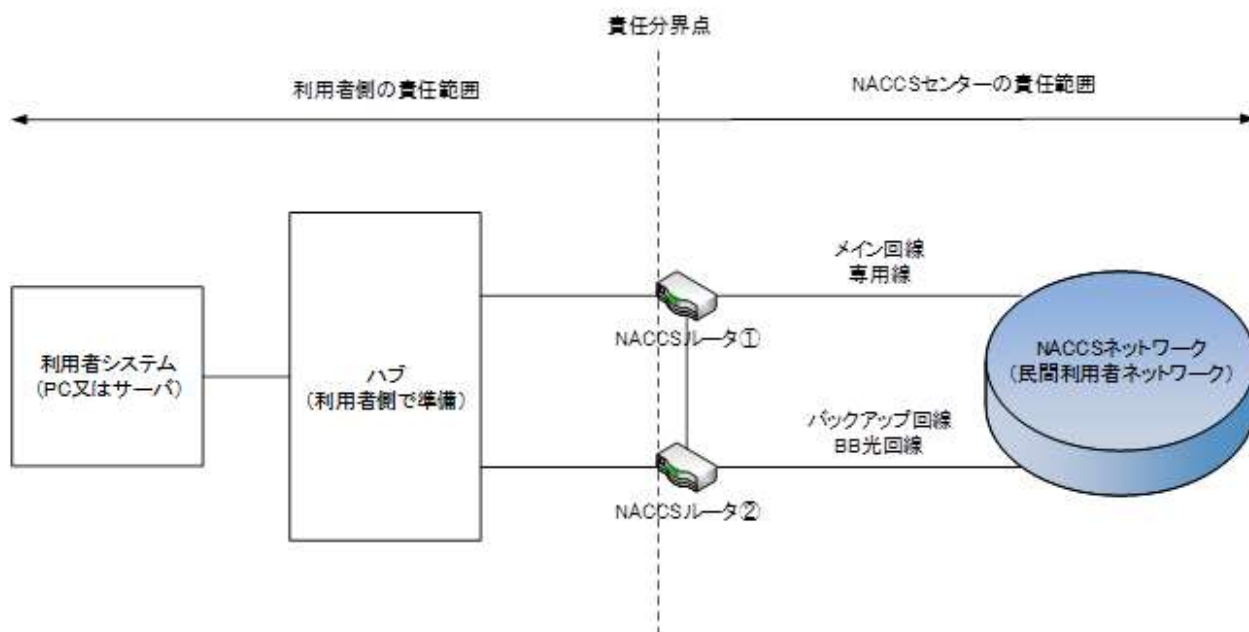 責任分界点
利用者側の責任範囲
NACCSセンターの責任範囲
メイン回線
専用線
NACCSルータ①
利用者システム
(PC又はサーバ)
ハブ
(利用者側で準備)
NACCSネットワーク
(民間利用者ネットワーク)
バックアップ回線
BB光回線
NACCSルータ②